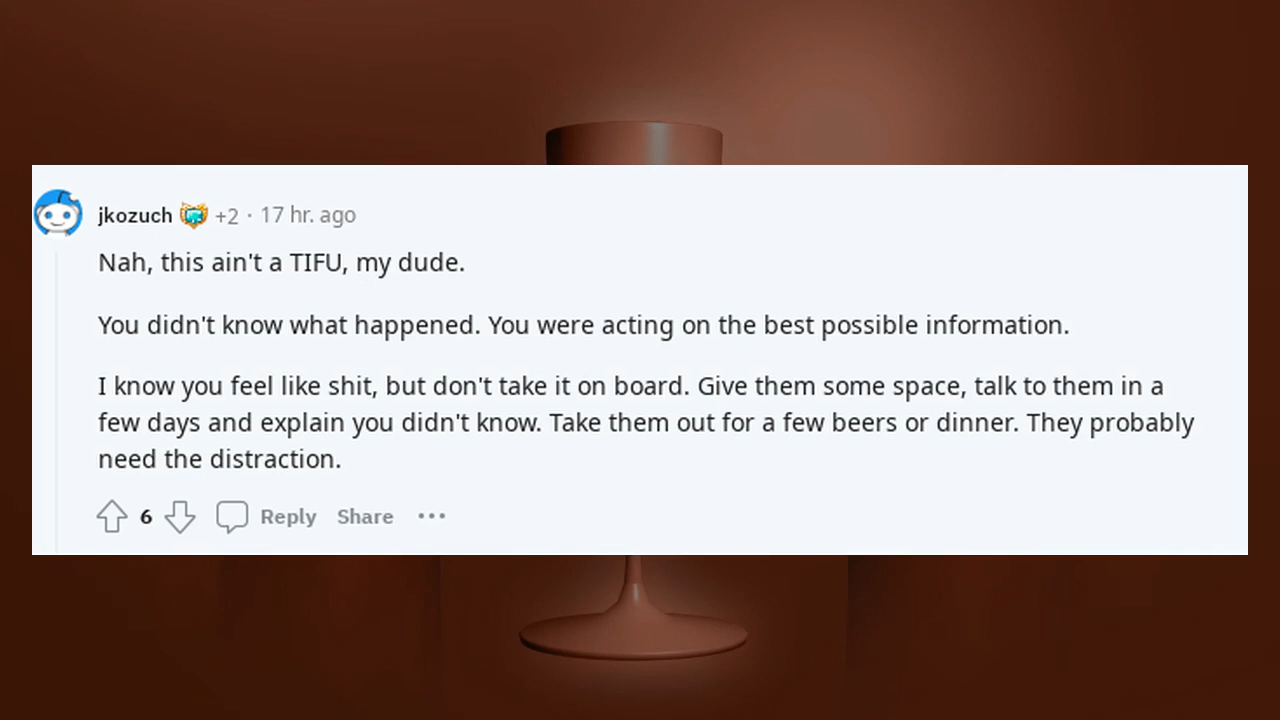 jkozuch +2 · 17 hr. ago
Nah, this ain't a TIFU, my dude.
You didn't know what happened. You were acting on the best possible information.
I know you feel like shit, but don't take it on board. Give them some space, talk to them in a
few days and explain you didn't know. Take them out for a few beers or dinner. They probably
need the distraction.
6 Reply Share ···